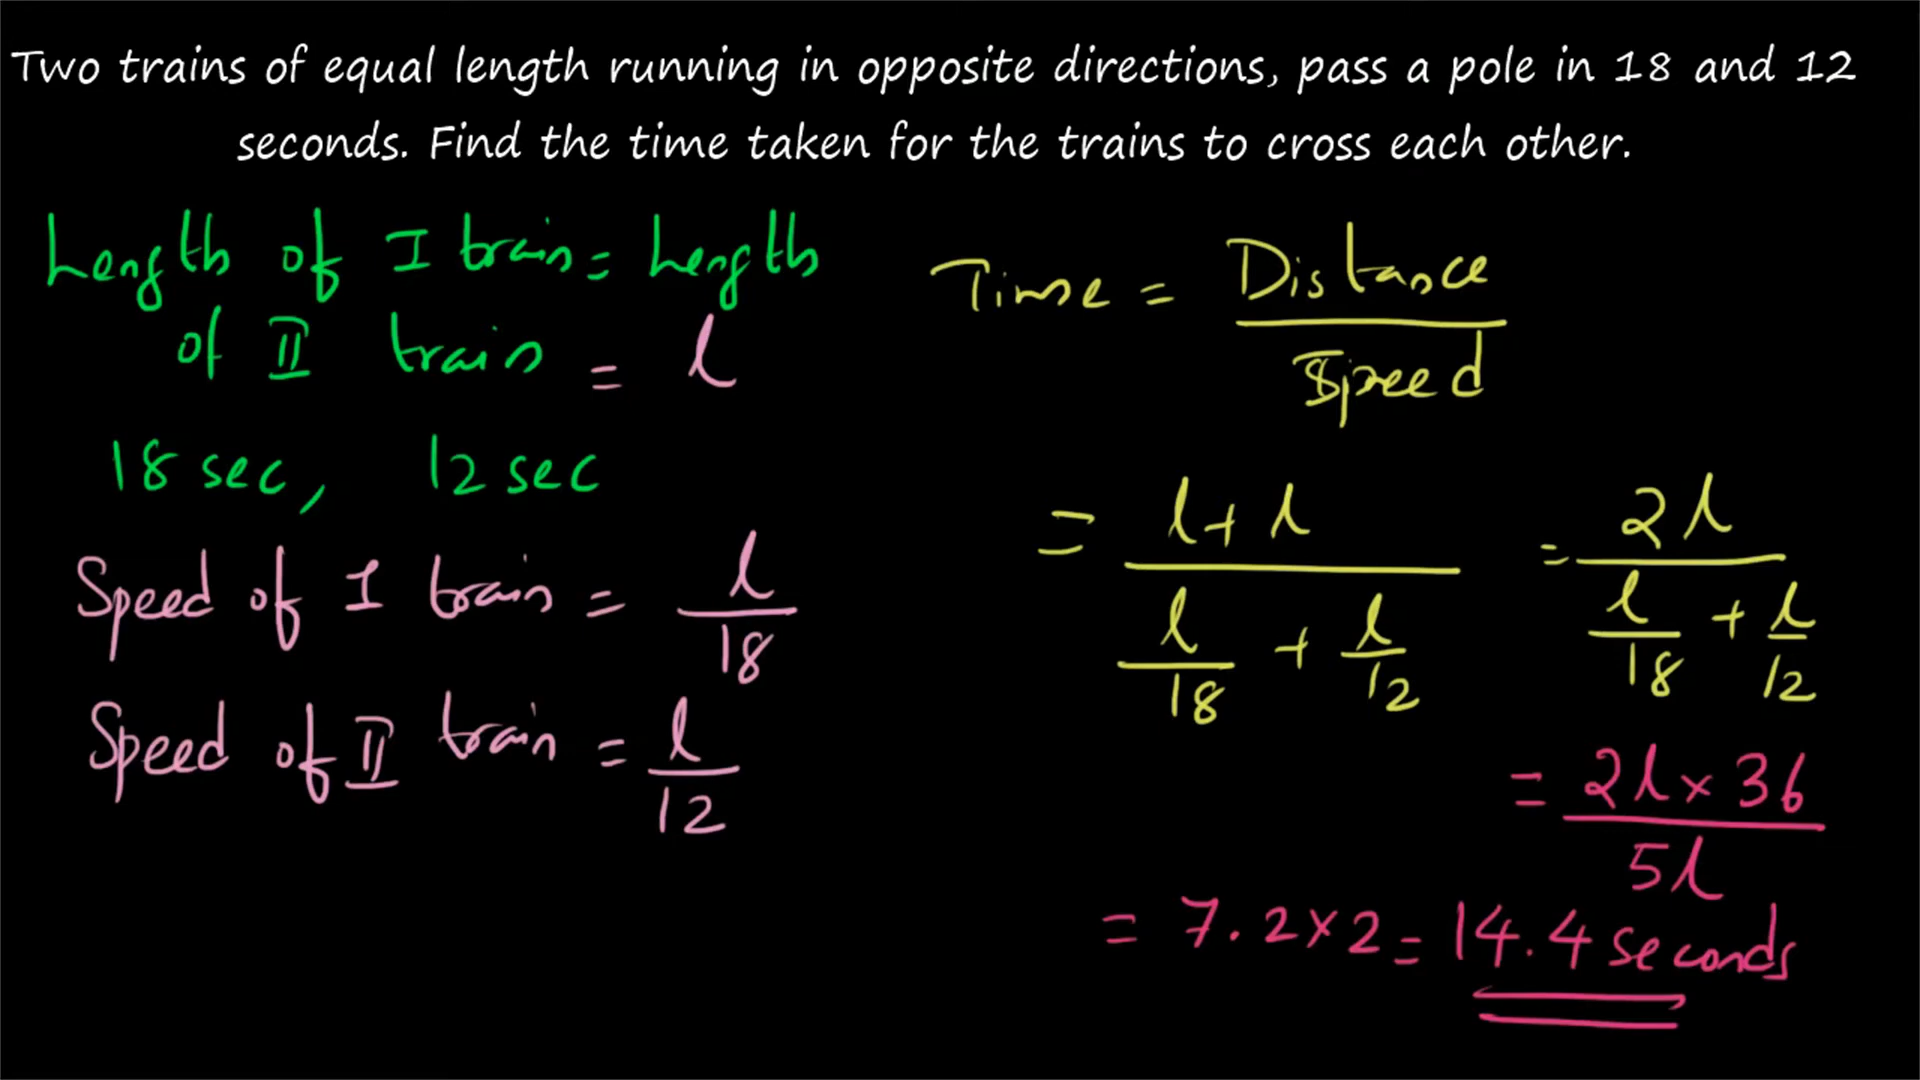 Two trains of equal length running in opposite directions, pass a pole in 18 and 12
seconds. Find the time taken for the trains to cross each other.
Length of I train = Length
of II train = l
18 sec, 12 sec
Speed of I train = l/18
Speed of II train = l/12
Time = Distance/Speed
= (l + l)/(l/18 + l/12) = 2l/(l/18 + l/12)
= (2l × 36)/5l
= 7.2 × 2 = 14.4 seconds